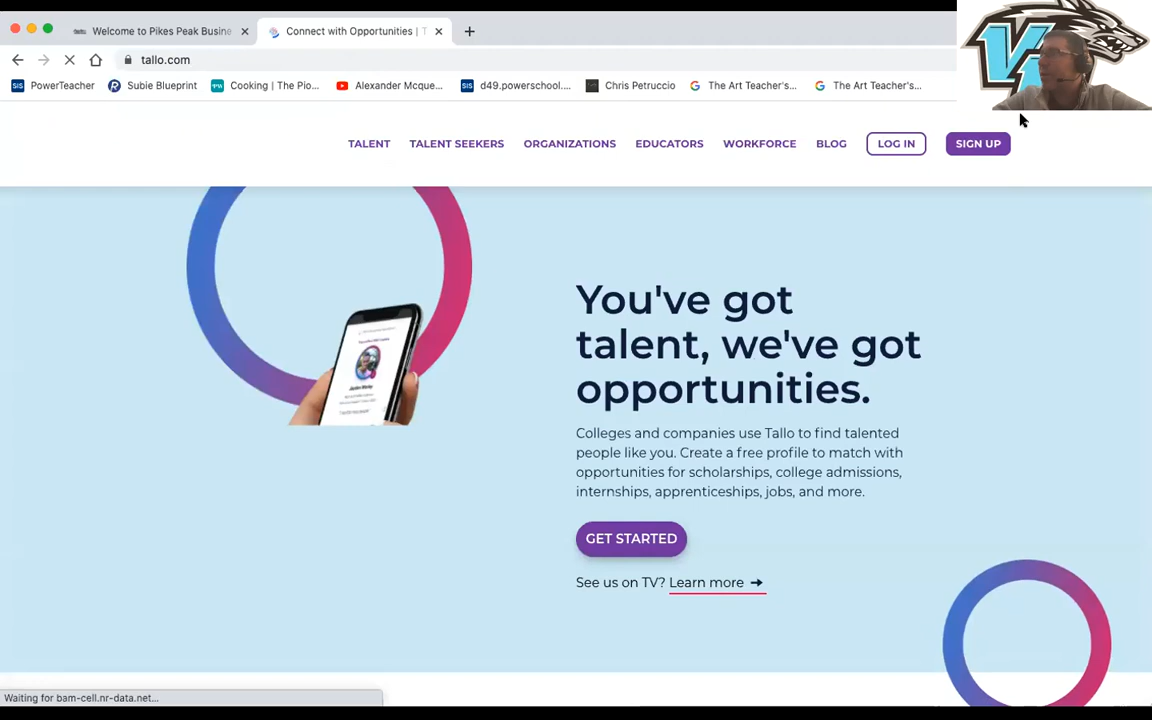 Welcome to Pikes Peak Busine
Connect with Opportunities | T
tallo.com
PowerTeacher
Subie Blueprint
Cooking | The Pio...
Alexander Mcque...
d49.powerschool....
Chris Petruccio
The Art Teacher's...
The Art Teacher's...
TALENT
TALENT SEEKERS
ORGANIZATIONS
EDUCATORS
WORKFORCE
BLOG
LOG IN
SIGN UP
You've got
talent, we've got
opportunities.
Colleges and companies use Tallo to find talented
people like you. Create a free profile to match with
opportunities for scholarships, college admissions,
internships, apprenticeships, jobs, and more.
GET STARTED
See us on TV? Learn more
Waiting for bam-cell.nr-data.net...